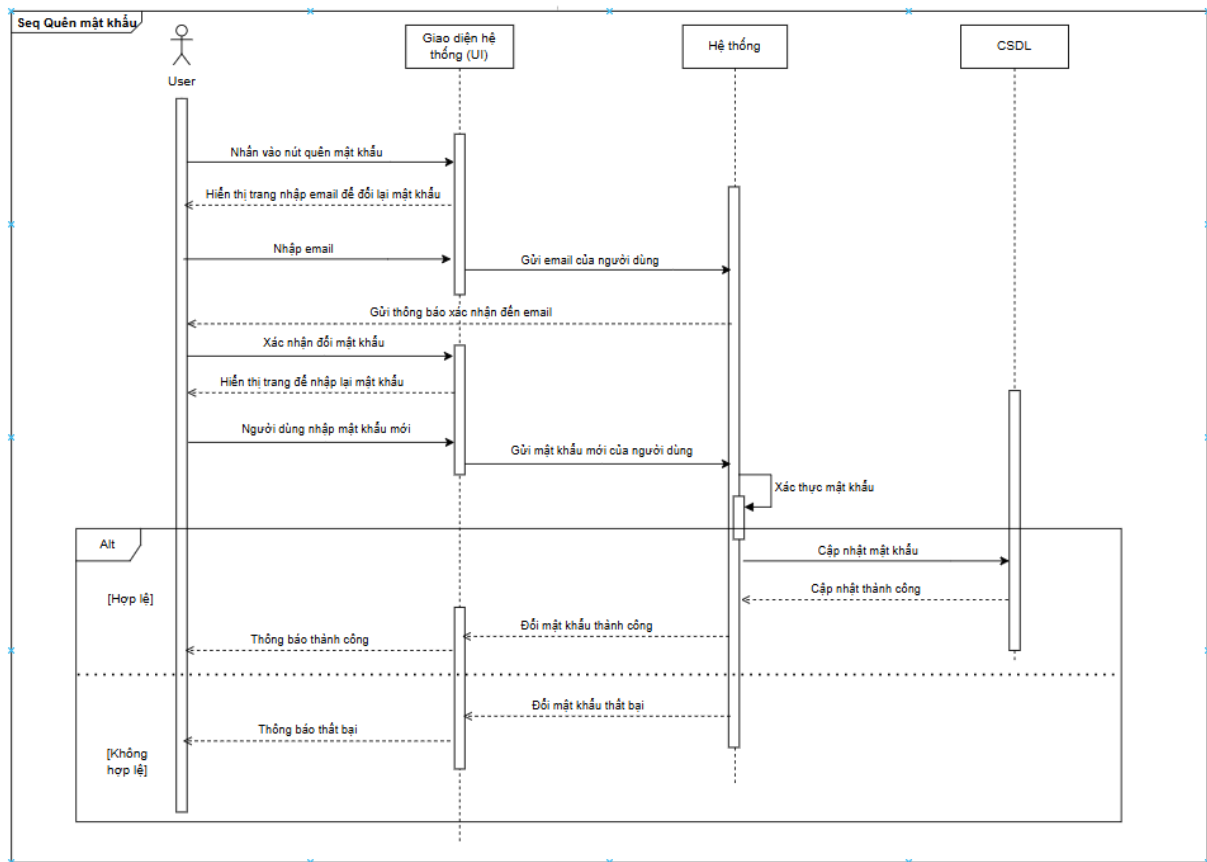 Seq Quên mật khẩu
User
Giao diện hệ
thống (UI)
Hệ thống
CSDL
Nhấn vào nút quên mật khẩu
Hiển thị trang nhập email để đổi lại mật khẩu
Nhập email
Gửi email của người dùng
Gửi thông báo xác nhận đến email
Xác nhận đổi mật khẩu
Hiển thị trang để nhập lại mật khẩu
Người dùng nhập mật khẩu mới
Gửi mật khẩu mới của người dùng
Xác thực mật khẩu
Alt
Cập nhật mật khẩu
[Hợp lệ]
Cập nhật thành công
Đổi mật khẩu thành công
Thông báo thành công
Đổi mật khẩu thất bại
Thông báo thất bại
[Không
hợp lệ]